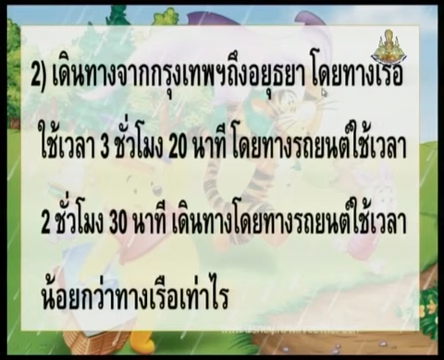 2) เดินทางจากกรุงเทพฯถึงอยุธยา โดยทางเรือ
ใช้เวลา 3 ชั่วโมง 20 นาที โดยทางรถยนต์ใช้เวลา
2 ชั่วโมง 30 นาที เดินทางโดยทางรถยนต์ใช้เวลา
น้อยกว่าทางเรือเท่าไร